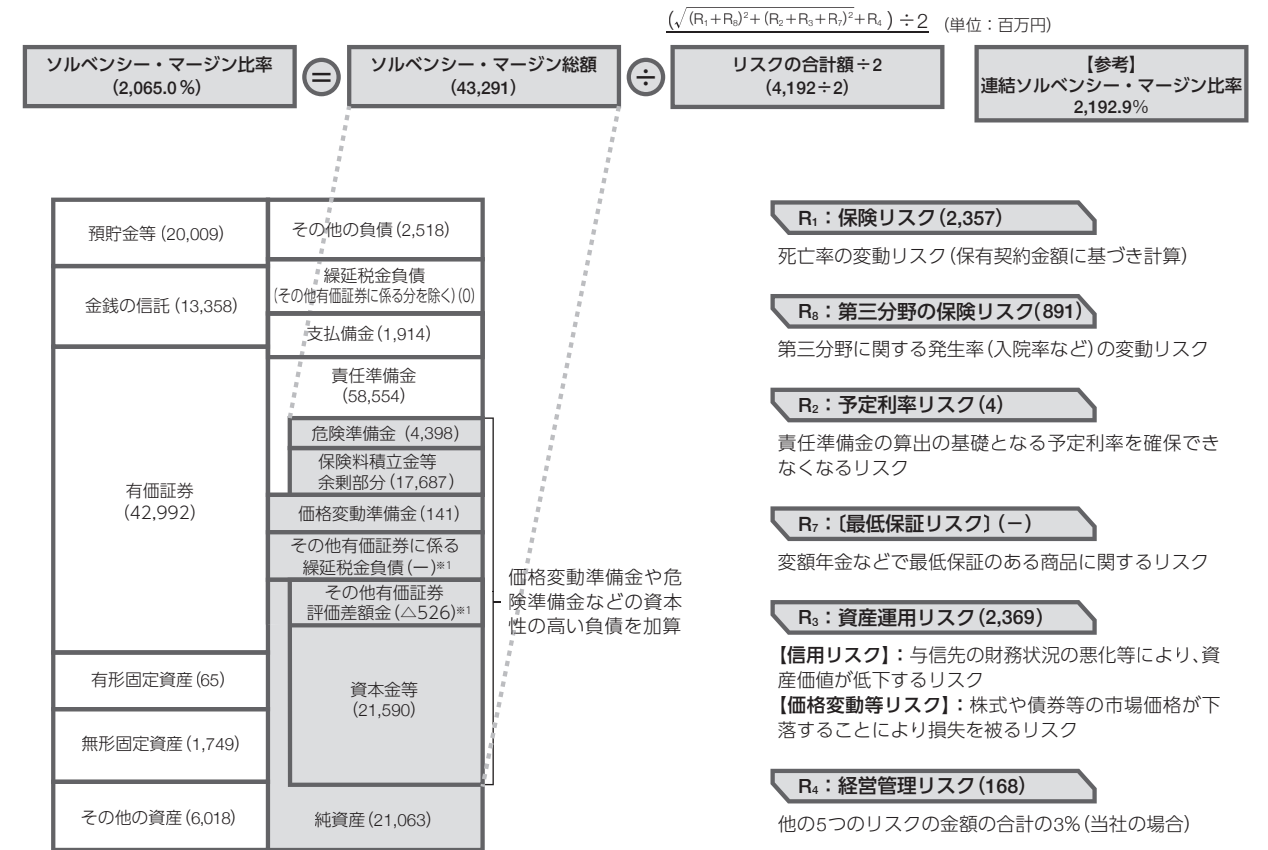 (√(R₁+R₈)²+(R₂+R₃+R₇)²+R₄)÷2 (単位：百万円)
ソルベンシー・マージン比率
(2,065.0%)
=
ソルベンシー・マージン総額
(43,291)
÷
リスクの合計額÷2
(4,192÷2)
【参考】
連結ソルベンシー・マージン比率
2,192.9%
預貯金等(20,009)
金銭の信託(13,358)
有価証券
(42,992)
有形固定資産(65)
無形固定資産(1,749)
その他の資産(6,018)
その他の負債(2,518)
繰延税金負債
(その他有価証券に係る分を除く)(0)
支払備金(1,914)
責任準備金
(58,554)
危険準備金(4,398)
保険料積立金等
余剰部分(17,687)
価格変動準備金(141)
その他有価証券に係る
繰延税金負債(－)※1
その他有価証券
評価差額金(△526)※1
資本金等
(21,590)
純資産(21,063)
価格変動準備金や危
険準備金などの資本
性の高い負債を加算
R₁：保険リスク(2,357)
死亡率の変動リスク(保有契約金額に基づき計算)
R₈：第三分野の保険リスク(891)
第三分野に関する発生率(入院率など)の変動リスク
R₂：予定利率リスク(4)
責任準備金の算出の基礎となる予定利率を確保でき
なくなるリスク
R₇：〔最低保証リスク〕(－)
変額年金などで最低保証のある商品に関するリスク
R₃：資産運用リスク(2,369)
【信用リスク】：与信先の財務状況の悪化等により、資
産価値が低下するリスク
【価格変動等リスク】：株式や債券等の市場価格が下
落することにより損失を被るリスク
R₄：経営管理リスク(168)
他の5つのリスクの金額の合計の3%(当社の場合)